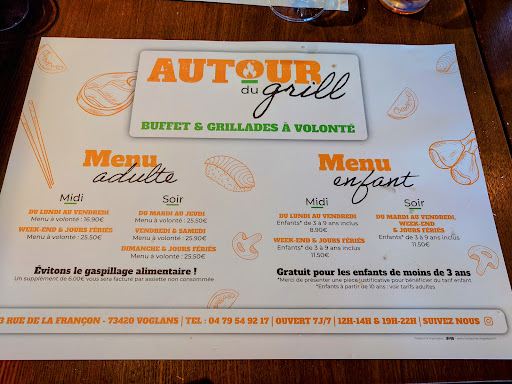 AUTOUR
du grill
BUFFET & GRILLADES À VOLONTÉ
Menu
adulte
Midi
DU LUNDI AU VENDREDI
Menu à volonté : 16.90€
WEEK-END & JOURS FÉRIÉS
Menu à volonté : 25.50€
Soir
DU MARDI AU JEUDI
Menu à volonté : 25.50€
VENDREDI & SAMEDI
Menu à volonté : 25.90€
DIMANCHE & JOURS FÉRIÉS
Menu à volonté : 25.50€
Évitons le gaspillage alimentaire !
Un supplément de 6.00€ vous sera facturé par assiette non consommée
Menu
enfant
Midi
DU LUNDI AU VENDREDI
Enfants* de 3 à 9 ans inclus
8.90€
WEEK-END & JOURS FÉRIÉS
Enfants* de 3 à 9 ans inclus
11.50€
Soir
DU MARDI AU VENDREDI,
WEEK-END
& JOURS FÉRIÉS
Enfants* de 3 à 9 ans inclus
11.50€
Gratuit pour les enfants de moins de 3 ans
*Merci de présenter une pièce justificative pour bénéficier du tarif enfant
*Enfants à partir de 10 ans : voir tarifs adultes
3 RUE DE LA FRANÇON - 73420 VOGLANS | TEL : 04 79 54 92 17 | OUVERT 7J/7 | 12H-14H & 19H-22H | SUIVEZ NOUS